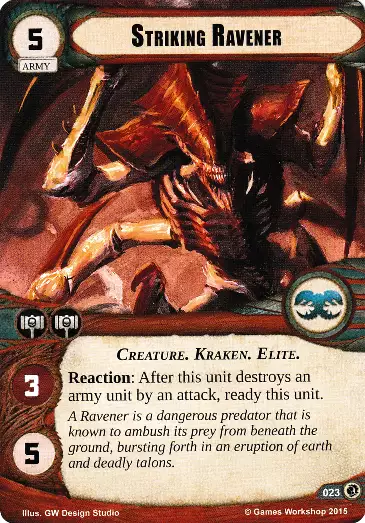 5
STRIKING RAVENER
ARMY
CREATURE. KRAKEN. ELITE.
3
Reaction: After this unit destroys an
army unit by an attack, ready this unit.
A Ravener is a dangerous predator that is
known to ambush its prey from beneath the
ground, bursting forth in an eruption of earth
and deadly talons.
5
023
Illus. GW Design Studio
© Games Workshop 2015